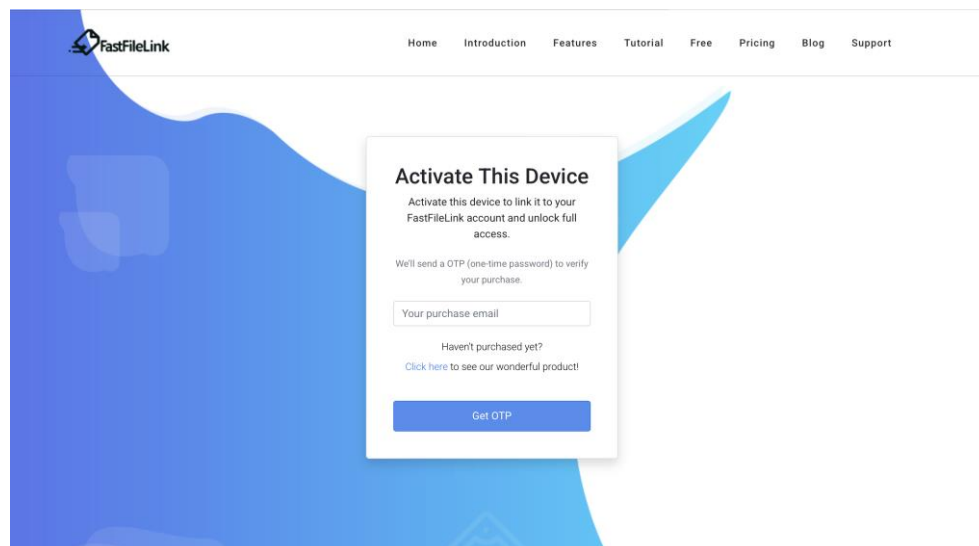 FastFileLink
Home Introduction Features Tutorial Free Pricing Blog Support
Activate This Device
Activate this device to link it to your
FastFileLink account and unlock full
access.
We'll send a OTP (one-time password) to verify
your purchase.
Your purchase email
Haven't purchased yet?
Click here to see our wonderful product!
Get OTP